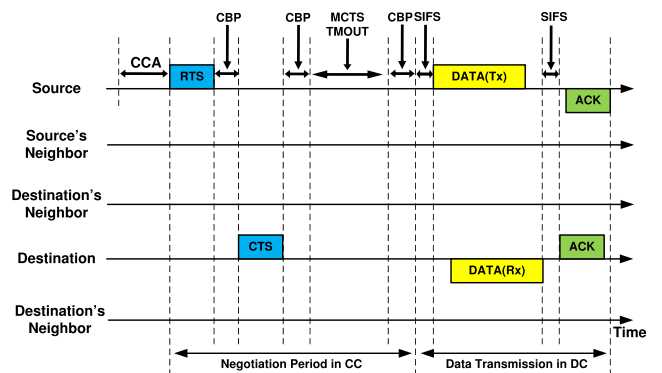 CBP
CBP
MCTS
TMOUT
CBP SIFS
SIFS
CCA
RTS
DATA(Tx)
Source
ACK
Source's
Neighbor
Destination's
Neighbor
CTS
ACK
Destination
DATA(Rx)
Destination's
Neighbor
Time
Negotiation Period in CC
Data Transmission in DC